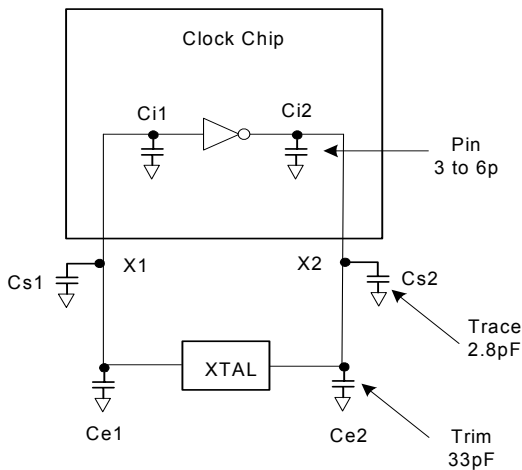 Clock Chip
Ci1
Ci2
Pin
3 to 6p
Cs1
X1
X2
Cs2
Trace
2.8pF
XTAL
Ce1
Ce2
Trim
33pF